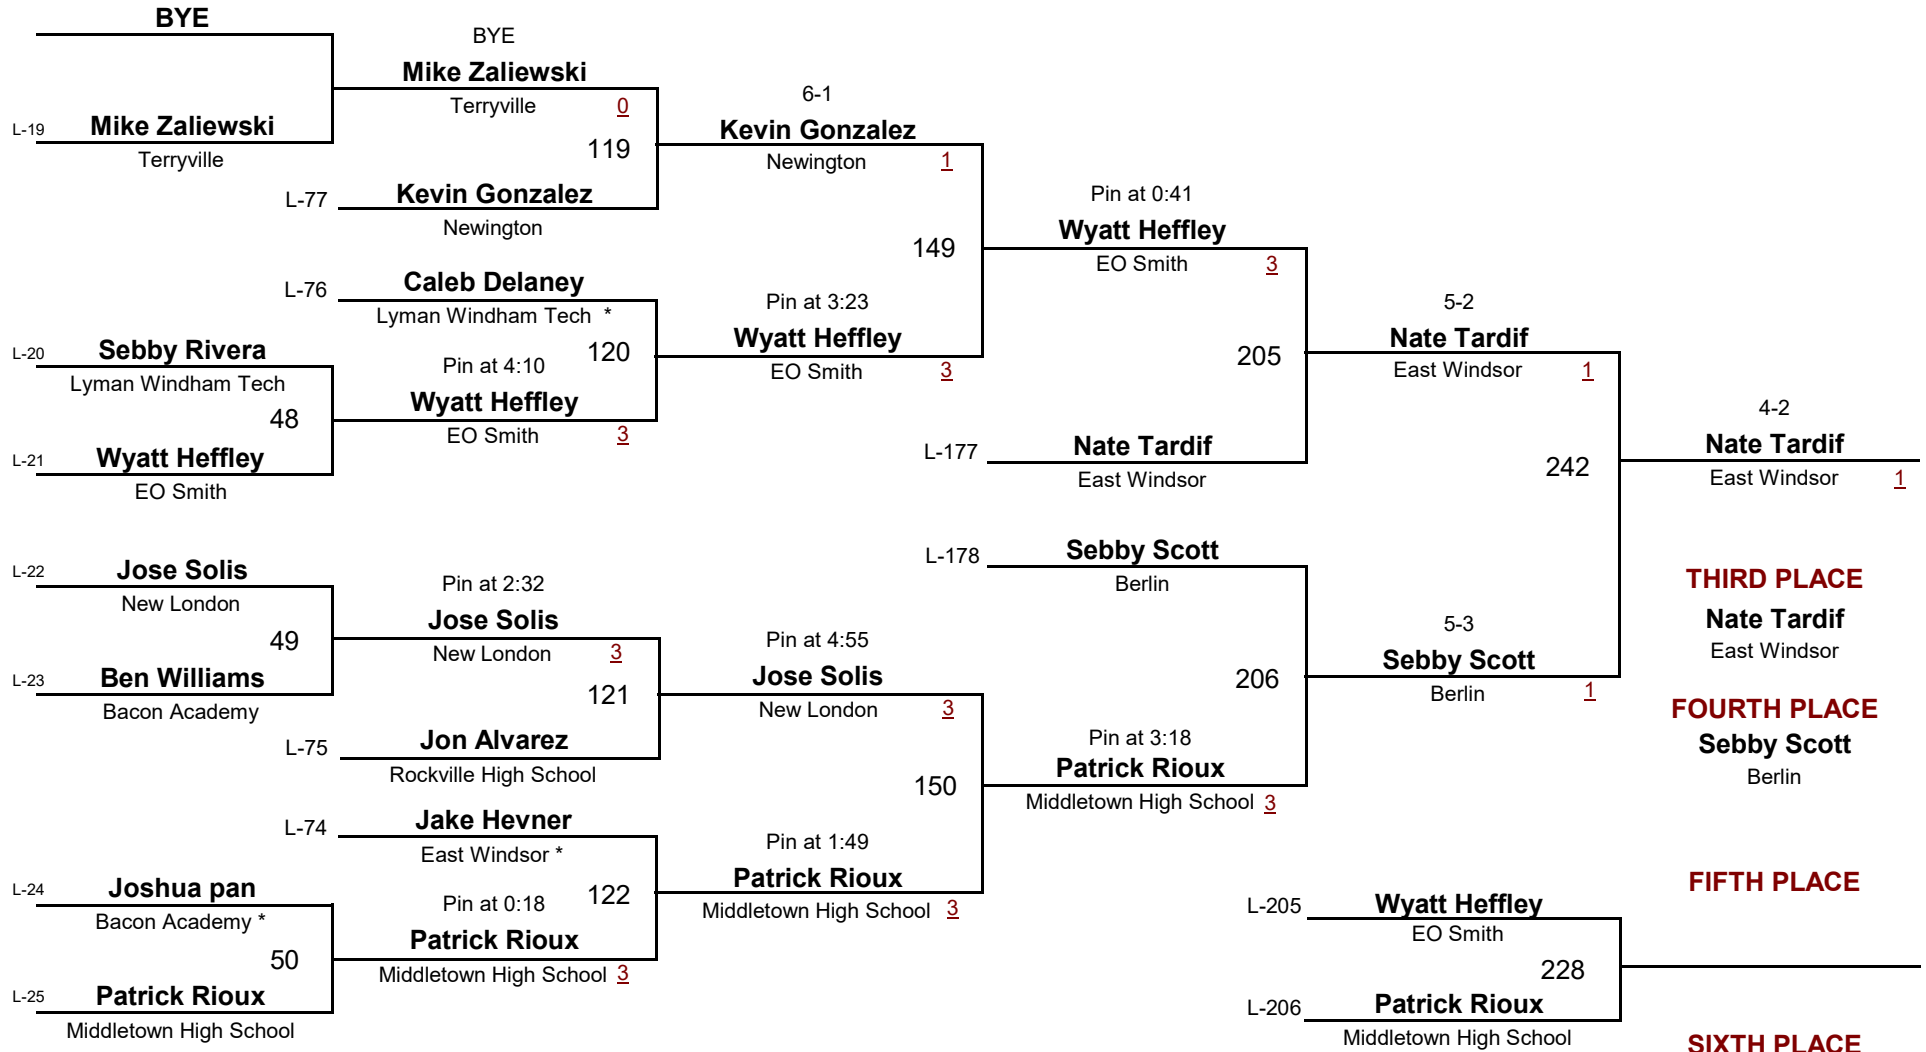 BYE
L-19 Mike Zaliewski
Terryville
BYE
Mike Zaliewski
Terryville 0
119
L-77 Kevin Gonzalez
Newington
6-1
Kevin Gonzalez
Newington 1
L-76 Caleb Delaney
Lyman Windham Tech *
L-20 Sebby Rivera
Lyman Windham Tech
48
L-21 Wyatt Heffley
EO Smith
Pin at 4:10
Wyatt Heffley
EO Smith 3
120
Pin at 3:23
Wyatt Heffley
EO Smith 3
149
Pin at 0:41
Wyatt Heffley
EO Smith 3
205
L-177 Nate Tardif
East Windsor
5-2
Nate Tardif
East Windsor 1
L-22 Jose Solis
New London
49
L-23 Ben Williams
Bacon Academy
Pin at 2:32
Jose Solis
New London 3
121
L-75 Jon Alvarez
Rockville High School
Pin at 4:55
Jose Solis
New London 3
L-74 Jake Hevner
East Windsor *
L-24 Joshua pan
Bacon Academy *
50
L-25 Patrick Rioux
Middletown High School
Pin at 0:18
Patrick Rioux
Middletown High School 3
122
Pin at 1:49
Patrick Rioux
Middletown High School 3
150
L-178 Sebby Scott
Berlin
206
Pin at 3:18
Patrick Rioux
Middletown High School 3
5-3
Sebby Scott
Berlin 1
242
4-2
Nate Tardif
East Windsor 1
THIRD PLACE
Nate Tardif
East Windsor
FOURTH PLACE
Sebby Scott
Berlin
L-205 Wyatt Heffley
EO Smith
228
L-206 Patrick Rioux
Middletown High School
FIFTH PLACE
SIXTH PLACE